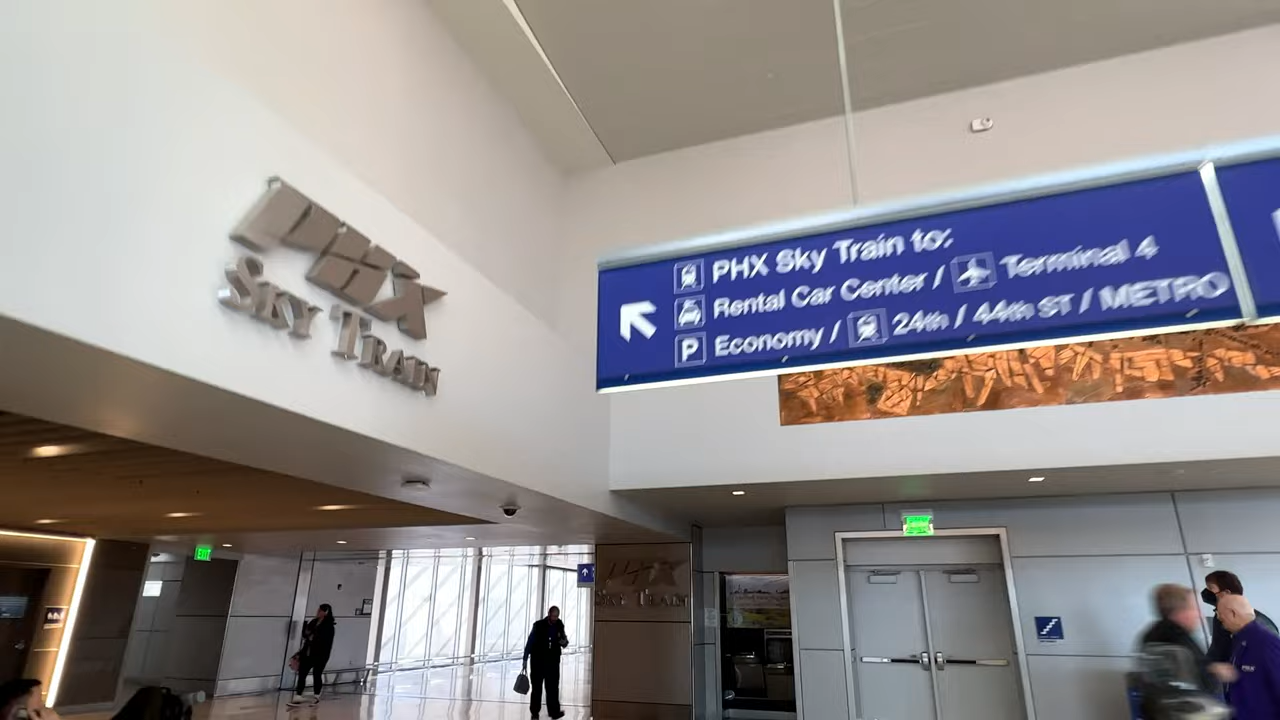 PHX
SKY TRAIN
PHX Sky Train to:
Rental Car Center / Terminal 4
P Economy / 24th / 44th ST / METRO
EXIT
PHX
SKY TRAIN